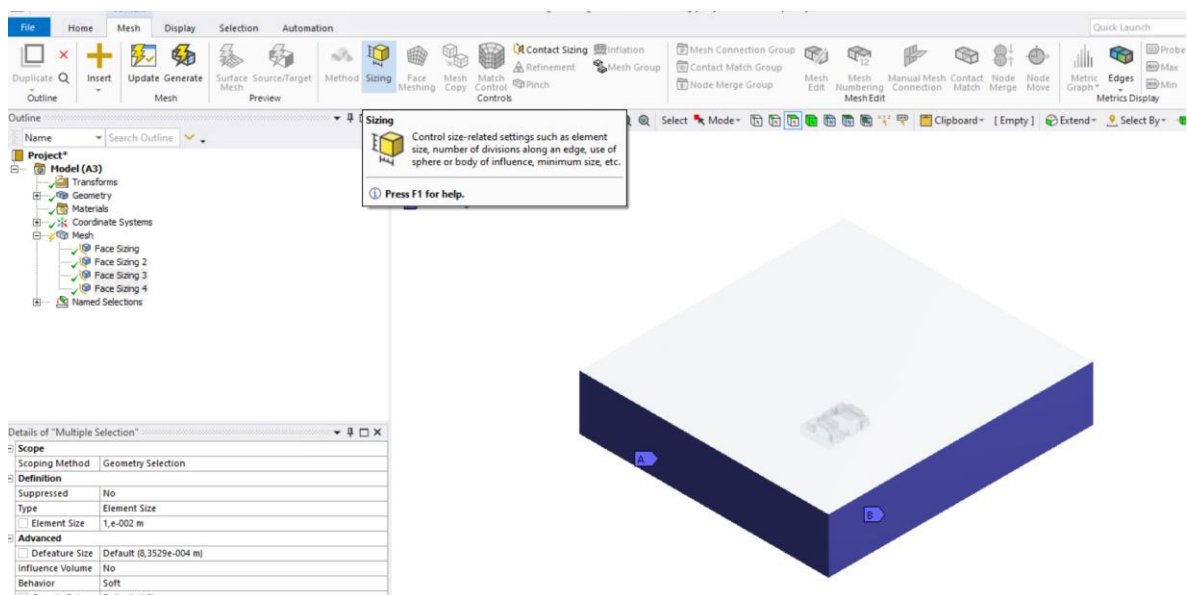 File Home Mesh Display Selection Automation Quick Launch
Duplicate Q Insert Update Generate Surface Mesh Source/Target Method Sizing Face Meshing Mesh Copy Match Control Contact Sizing Refinement Pinch Inflation Mesh Group Mesh Connection Group Contact Match Group Node Merge Group Mesh Edit Mesh Numbering Manual Mesh Connection Contact Match Node Merge Node Move Metric Graph Edges Probe Max Min
Outline Mesh Preview Controls Mesh Edit Metrics Display
Outline
Name Search Outline
Select Mode Clipboard [ Empty ] Extend Select By
Sizing
Control size-related settings such as element
size, number of divisions along an edge, use of
sphere or body of influence, minimum size, etc.
Press F1 for help.
Project*
Model (A3)
Transforms
Geometry
Materials
Coordinate Systems
Mesh
Face Sizing
Face Sizing 2
Face Sizing 3
Face Sizing 4
Named Selections
A
B
Details of "Multiple Selection"
Scope
Scoping Method Geometry Selection
Definition
Suppressed No
Type Element Size
Element Size 1,e-002 m
Advanced
Defeature Size Default (8,3529e-004 m)
Influence Volume No
Behavior Soft